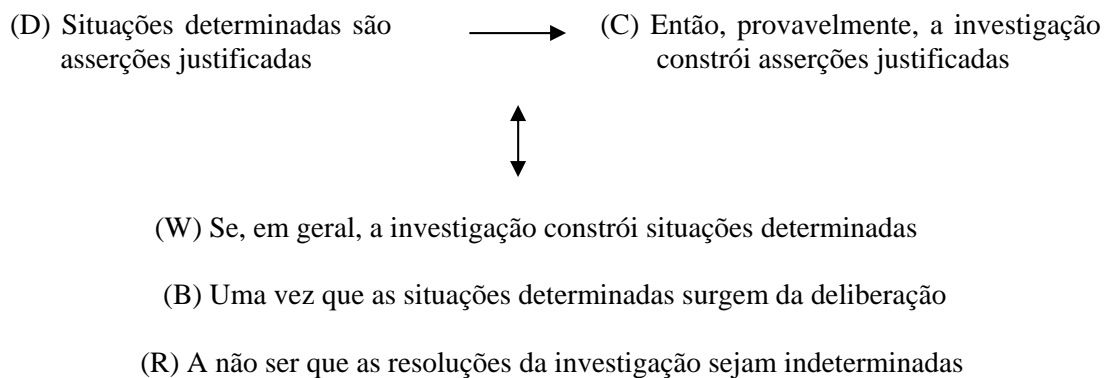 (D) Situações determinadas são
asserções justificadas
(C) Então, provavelmente, a investigação
constrói asserções justificadas
(W) Se, em geral, a investigação constrói situações determinadas
(B) Uma vez que as situações determinadas surgem da deliberação
(R) A não ser que as resoluções da investigação sejam indeterminadas